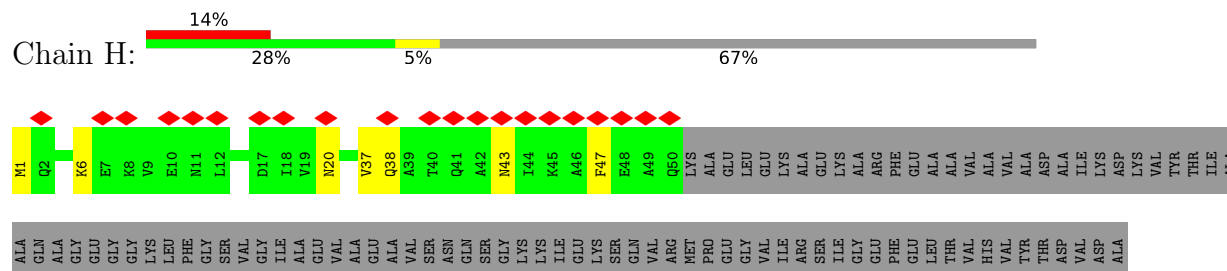 14%
Chain H:
28% 5% 67%
M1 Q2 K6 E7 K8 V9 E10 N11 L12 D17 I18 V19 N20 V37 Q38 A39 T40 Q41 A42 N43 I44 K45 A46 F47 E48 A49 Q50 LYS ALA GLU LEU GLU LYS ALA GLU LYS ALA ARG PHE GLU ALA ALA VAL ALA VAL ALA ASP ALA ILE LYS ASP LYS VAL TYR THR ILE
ALA GLN ALA GLY GLU GLY GLY LYS LEU PHE GLY SER VAL GLY ILE ALA GLU VAL ALA GLU ALA VAL SER ASN GLN SER GLY LYS LYS ILE GLU LYS SER GLN VAL ARG MET PRO GLU GLY VAL ILE ARG SER ILE GLY GLU PHE GLU LEU THR VAL HIS VAL TYR THR ASP VAL ASP ALA